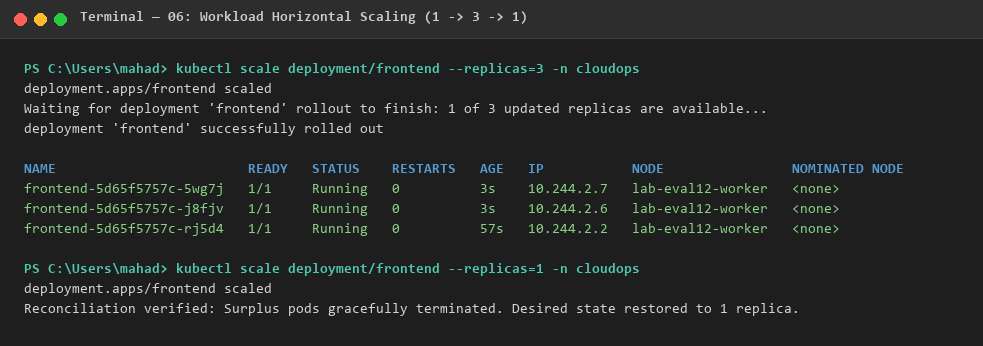 Terminal — 06: Workload Horizontal Scaling (1 -> 3 -> 1)
PS C:\Users\mahad> kubectl scale deployment/frontend --replicas=3 -n cloudops
deployment.apps/frontend scaled
Waiting for deployment 'frontend' rollout to finish: 1 of 3 updated replicas are available...
deployment 'frontend' successfully rolled out
NAME READY STATUS RESTARTS AGE IP NODE NOMINATED NODE
frontend-5d65f5757c-5wg7j 1/1 Running 0 3s 10.244.2.7 lab-eval12-worker <none>
frontend-5d65f5757c-j8fjv 1/1 Running 0 3s 10.244.2.6 lab-eval12-worker <none>
frontend-5d65f5757c-rj5d4 1/1 Running 0 57s 10.244.2.2 lab-eval12-worker <none>
PS C:\Users\mahad> kubectl scale deployment/frontend --replicas=1 -n cloudops
deployment.apps/frontend scaled
Reconciliation verified: Surplus pods gracefully terminated. Desired state restored to 1 replica.